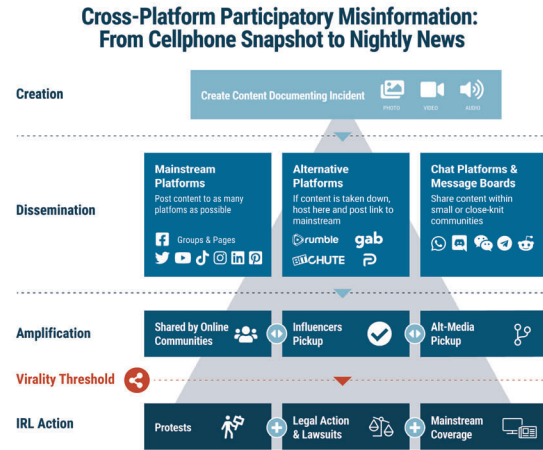 Cross-Platform Participatory Misinformation:
From Cellphone Snapshot to Nightly News
Creation
Create Content Documenting Incident
PHOTO
VIDEO
AUDIO
Dissemination
Mainstream
Platforms
Post content to as many
platfoms as possible
Groups & Pages
Alternative
Platforms
If content is taken down,
host here and post link to
mainstream
rumble
gab
BITCHUTE
Chat Platforms &
Message Boards
Share content within
small or close-knit
communities
Amplification
Shared by Online
Communities
Influencers
Pickup
Alt-Media
Pickup
Virality Threshold
IRL Action
Protests
Legal Action
& Lawsuits
Mainstream
Coverage